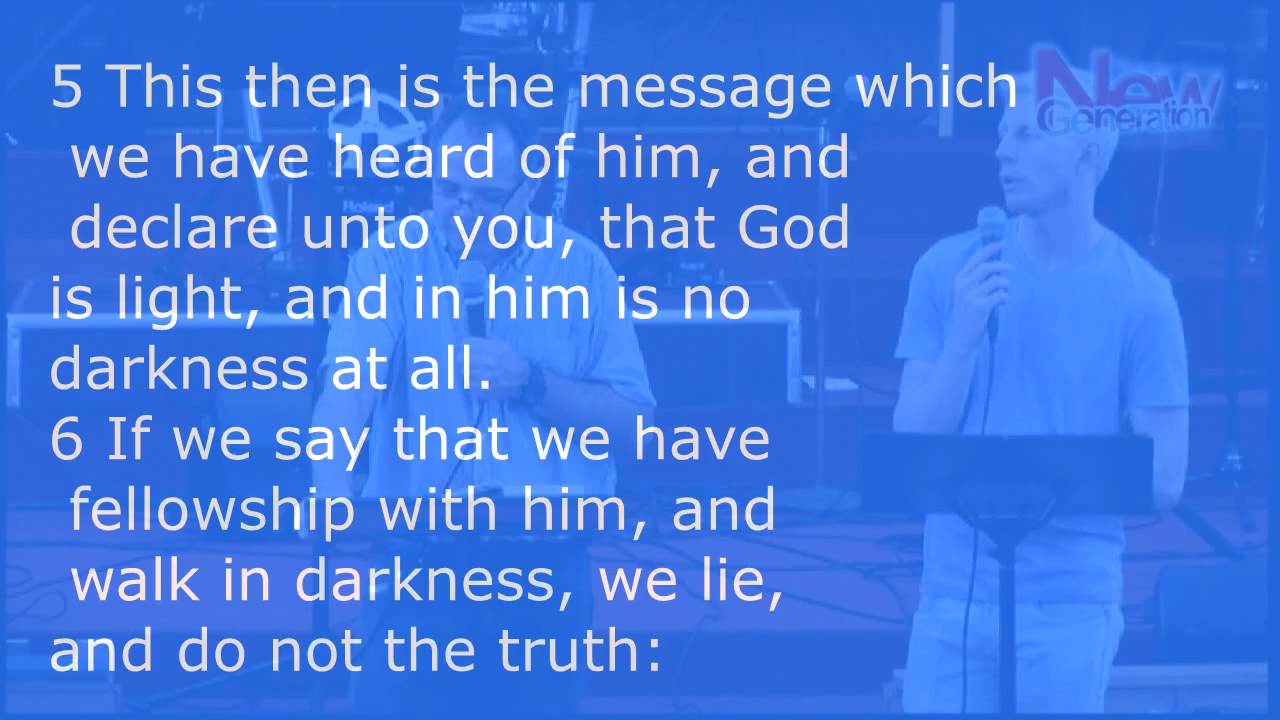 5 This then is the message which
we have heard of him, and
declare unto you, that God
is light, and in him is no
darkness at all.
6 If we say that we have
fellowship with him, and
walk in darkness, we lie,
and do not the truth:
New
Generation
Roland